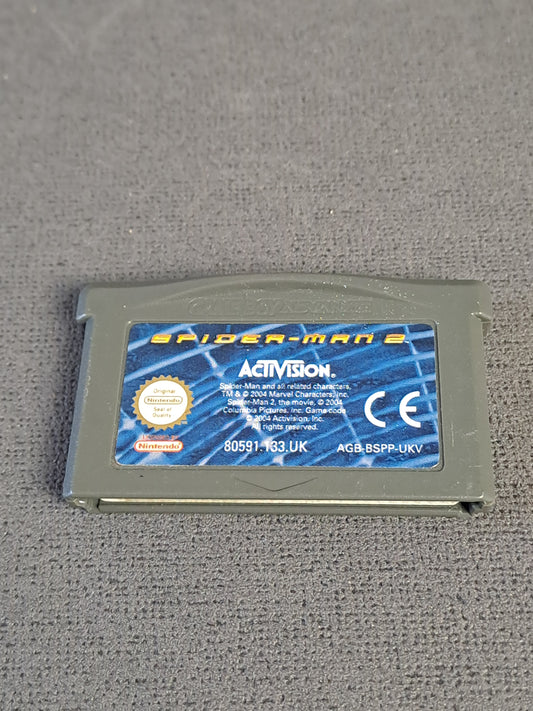 GAME BOY ADVANCE
SPIDER-MAN 2
ACTIVISION.
Spider-Man and all related characters,
TM & © 2004 Marvel Characters, Inc.
Spider-Man 2, the movie, © 2004
Columbia Pictures, Inc. Game code
© 2004 Activision, Inc.
All rights reserved.
Original
Nintendo
Seal of
Quality
Nintendo
CE
80591.133.UK
AGB-BSPP-UKV